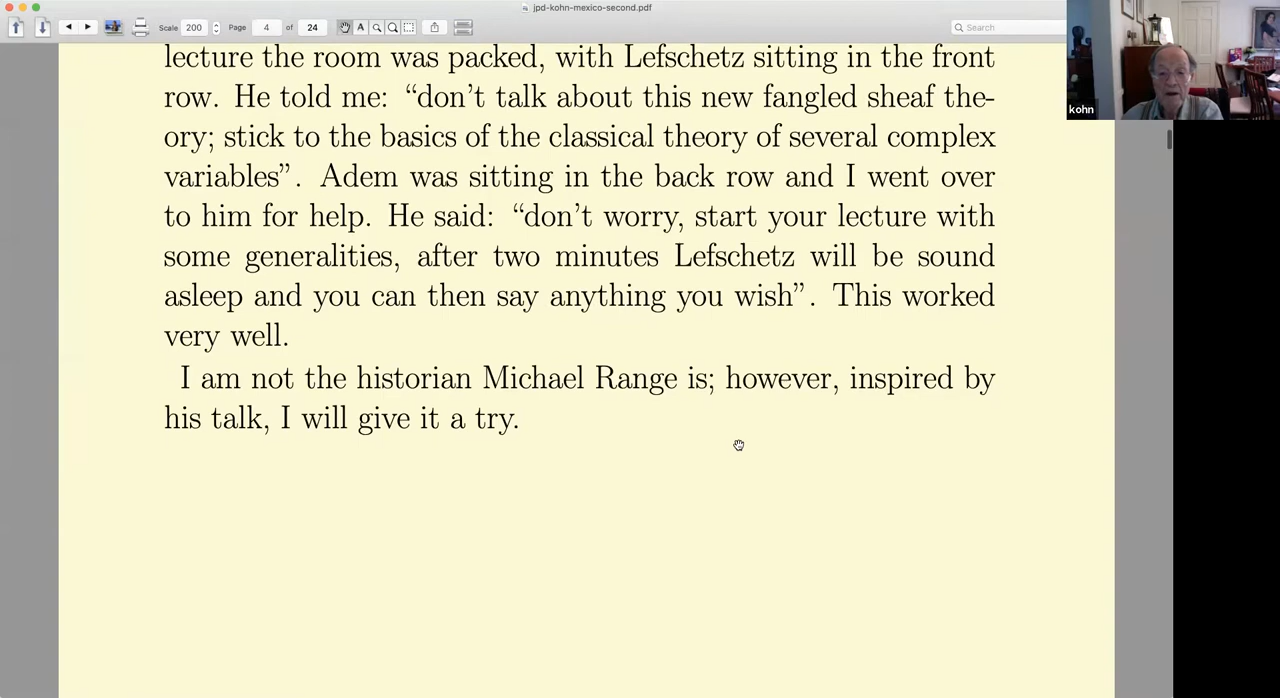 jpd-kohn-mexico-second.pdf
Scale 200 Page 4 of 24 Search
kohn
lecture the room was packed, with Lefschetz sitting in the front
row. He told me: “don’t talk about this new fangled sheaf the-
ory; stick to the basics of the classical theory of several complex
variables”. Adem was sitting in the back row and I went over
to him for help. He said: “don’t worry, start your lecture with
some generalities, after two minutes Lefschetz will be sound
asleep and you can then say anything you wish”. This worked
very well.
I am not the historian Michael Range is; however, inspired by
his talk, I will give it a try.